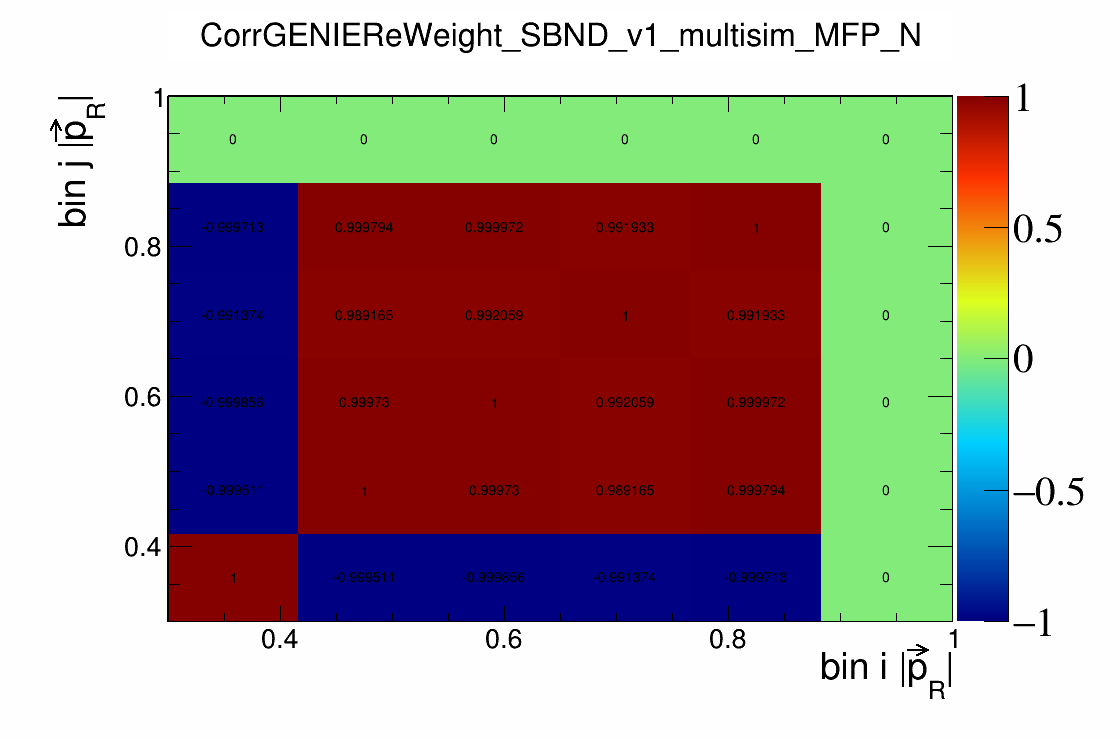 CorrGENIEReWeight_SBND_v1_multisim_MFP_N
bin j |p_R|
1
0.8
0.6
0.4
0 0 0 0 0 0
-0.999713 0.999794 0.999972 0.991933 1 0
-0.991374 0.989165 0.992059 1 0.991933 0
-0.999856 0.99973 1 0.992059 0.999972 0
-0.999511 1 0.99973 0.989165 0.999794 0
1 -0.999511 -0.999856 -0.991374 -0.999713 0
0.4 0.6 0.8 1
bin i |p_R|
1
0.5
0
−0.5
−1